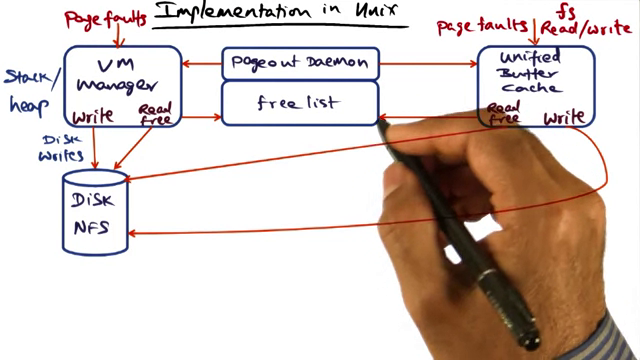 Implementation in Unix
Page faults
VM
Manager
Write
Read
free
Stack/
heap
Disk
writes
Disk
NFS
Pageout Daemon
free list
Page faults
fs
Read/write
Unified
Buffer
Cache
Read
free
Write